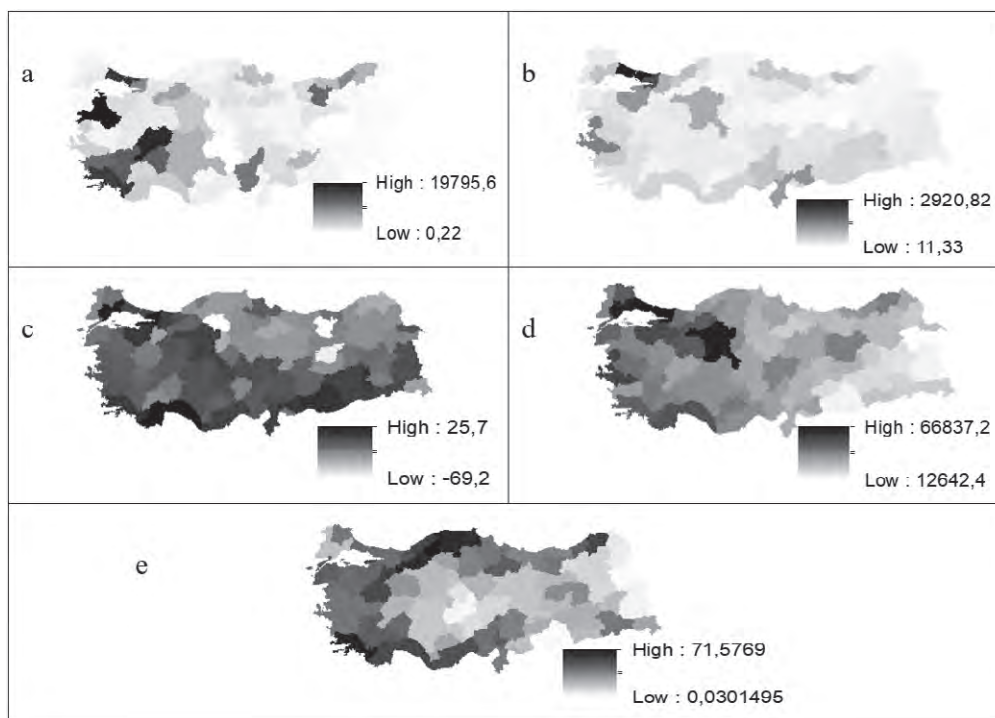 a
High : 19795,6
Low : 0,22
b
High : 2920,82
Low : 11,33
c
High : 25,7
Low : -69,2
d
High : 66837,2
Low : 12642,4
e
High : 71,5769
Low : 0,0301495